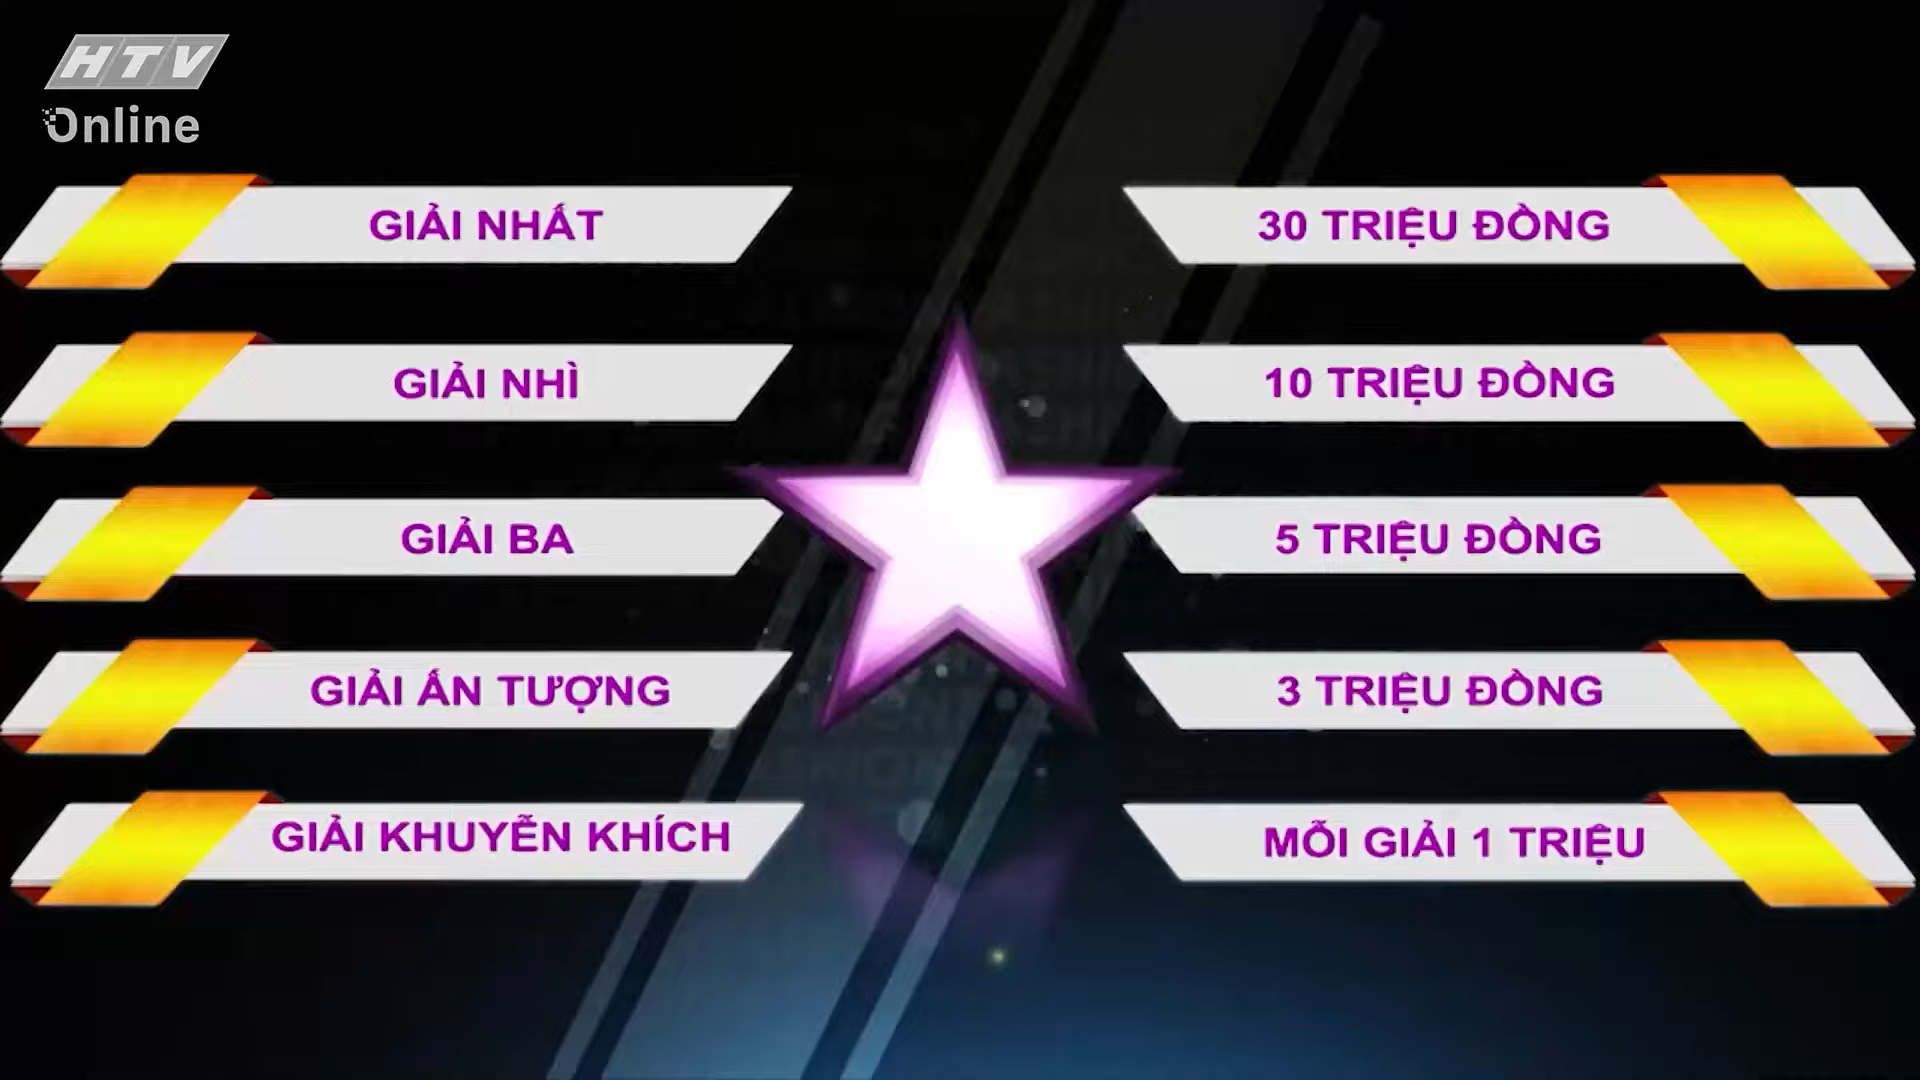 HTV
Online
GIẢI NHẤT
30 TRIỆU ĐỒNG
GIẢI NHÌ
10 TRIỆU ĐỒNG
GIẢI BA
5 TRIỆU ĐỒNG
GIẢI ẤN TƯỢNG
3 TRIỆU ĐỒNG
GIẢI KHUYẾN KHÍCH
MỖI GIẢI 1 TRIỆU